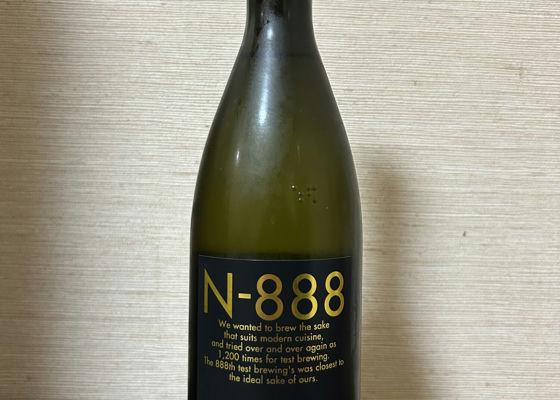 N-888
We wanted to brew the sake
that suits modern cuisine,
and tried over and over again as
1,200 times for test brewing.
The 888th test brewing's was closest to
the ideal sake of ours.